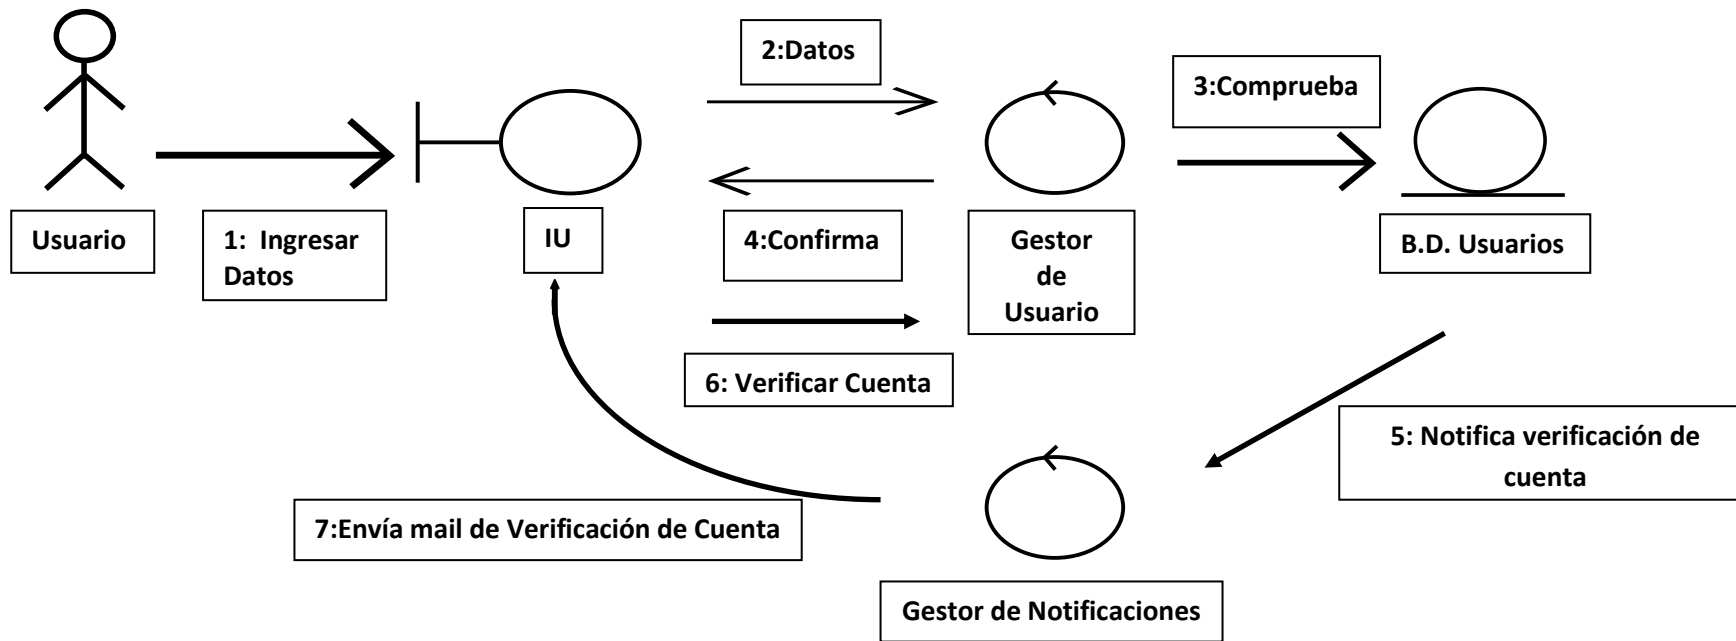 2:Datos
3:Comprueba
Usuario
1: Ingresar
Datos
IU
4:Confirma
Gestor
de
Usuario
B.D. Usuarios
6: Verificar Cuenta
5: Notifica verificación de
cuenta
7:Envía mail de Verificación de Cuenta
Gestor de Notificaciones